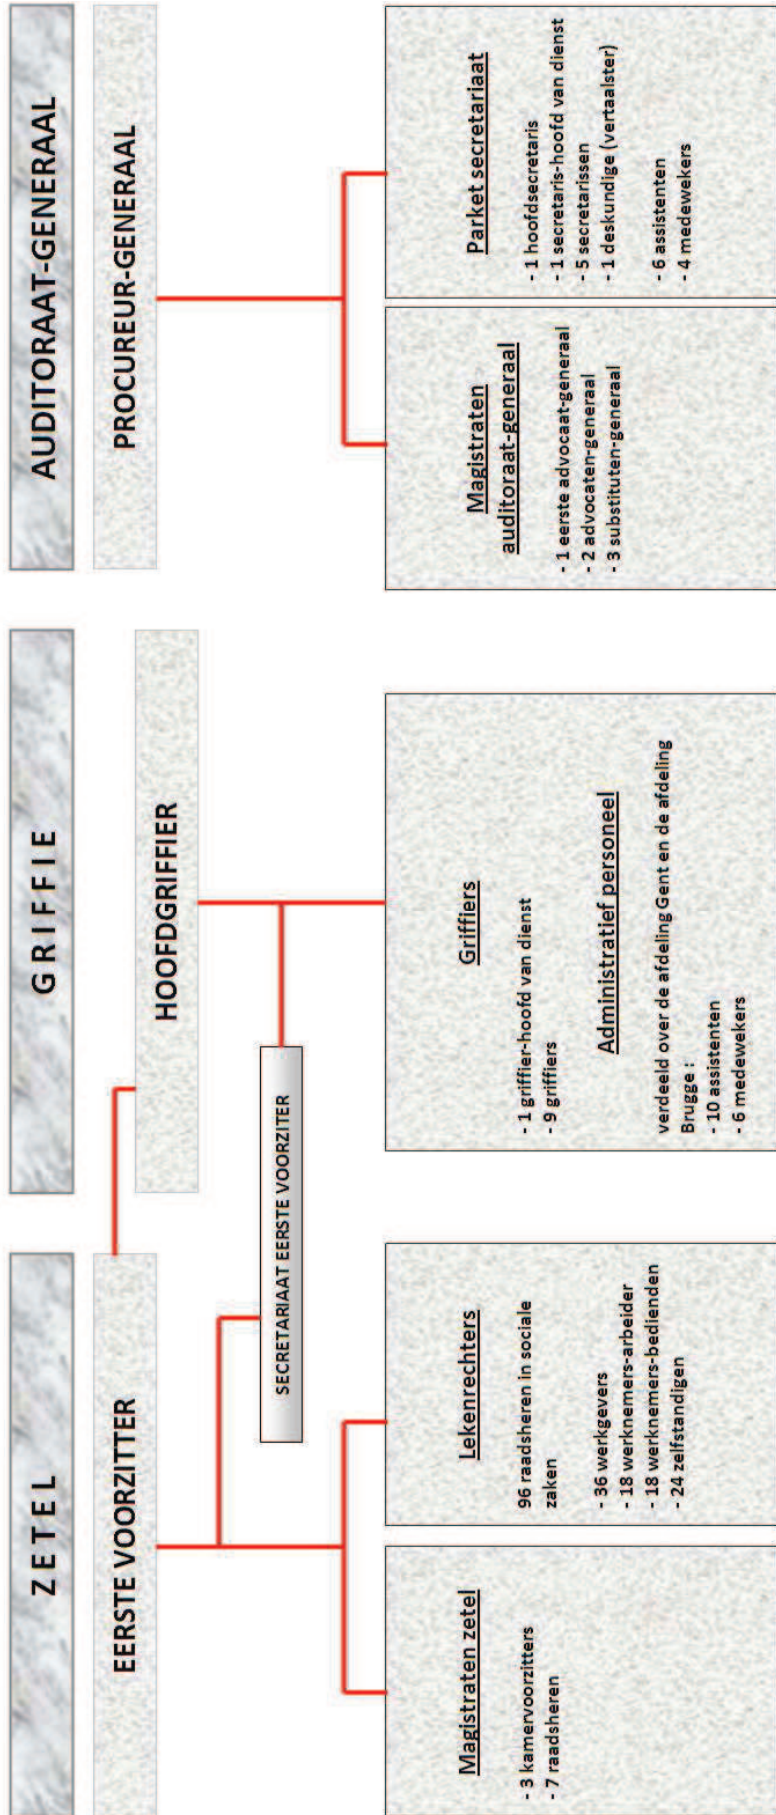 Z E T E L
EERSTE VOORZITTER
Magistraten zetel
- 3 kamervoorzitters
- 7 raadsheren
Lekenrechters
96 raadsheren in sociale
zaken
- 36 werkgevers
- 18 werknemers-arbeider
- 18 werknemers-bedienden
- 24 zelfstandigen
SECRETARIAAT EERSTE VOORZITER
G R I F F I E
HOOFDGRIFFIER
Griffiers
- 1 griffier-hoofd van dienst
- 9 griffiers
Administratief personeel
verdeeld over de afdeling Gent en de afdeling
Brugge :
- 10 assistenten
- 6 medewekers
AUDITORAAT-GENERAAL
PROCUREUR-GENERAAL
Magistraten
auditoraat-generaal
- 1 eerste advocaat-generaal
- 2 advocaten-generaal
- 3 substituten-generaal
Parket secretariaat
- 1 hoofdsecretaris
- 1 secretaris-hoofd van dienst
- 5 secretarissen
- 1 deskundige (vertaalster)
- 6 assistenten
- 4 medewekers